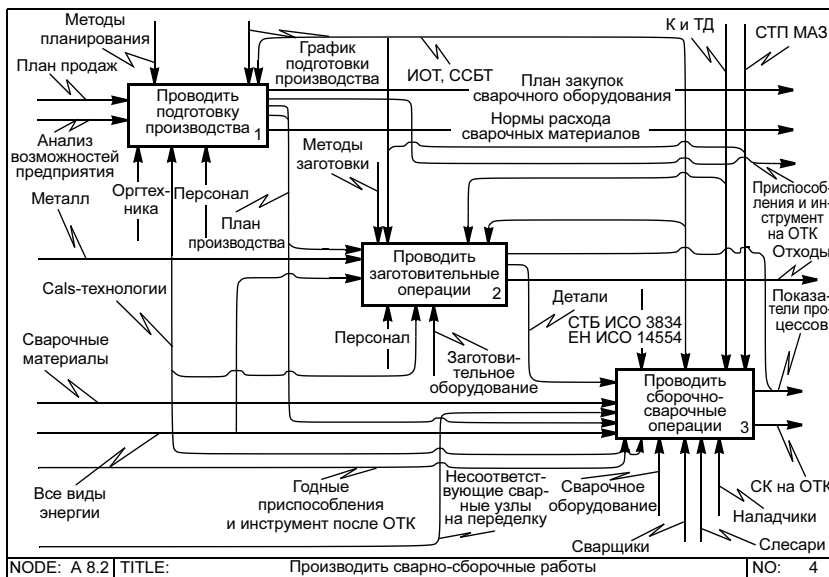 Методы
планирования
План продаж
График
подготовки
производства
ИОТ, ССБТ
К и ТД
СТП МАЗ
План закупок
сварочного оборудования
Проводить
подготовку
производства
1
Нормы расхода
сварочных материалов
Анализ
возможностей
предприятия
Методы
заготовки
Оргтех-
ника
Персонал
Приспособ-
ления и ин-
струмент
на ОТК
Металл
План
производства
Проводить
заготовительные
операции
2
Отходы
Cals-технологии
Детали
Показа-
тели про-
цессов
СТБ ИСО 3834
ЕН ИСО 14554
Сварочные
материалы
Персонал
Заготови-
тельное
оборудование
Проводить
сборочно-
сварочные
операции
3
Все виды
энергии
Годные
приспособления
и инструмент после ОТК
Несоответст-
вующие свар-
ные узлы
на переделку
Сварочное
оборудование
СК на ОТК
Наладчики
Сварщики
Слесари
NODE: A 8.2
TITLE:
Производить сварно-сборочные работы
NO: 4